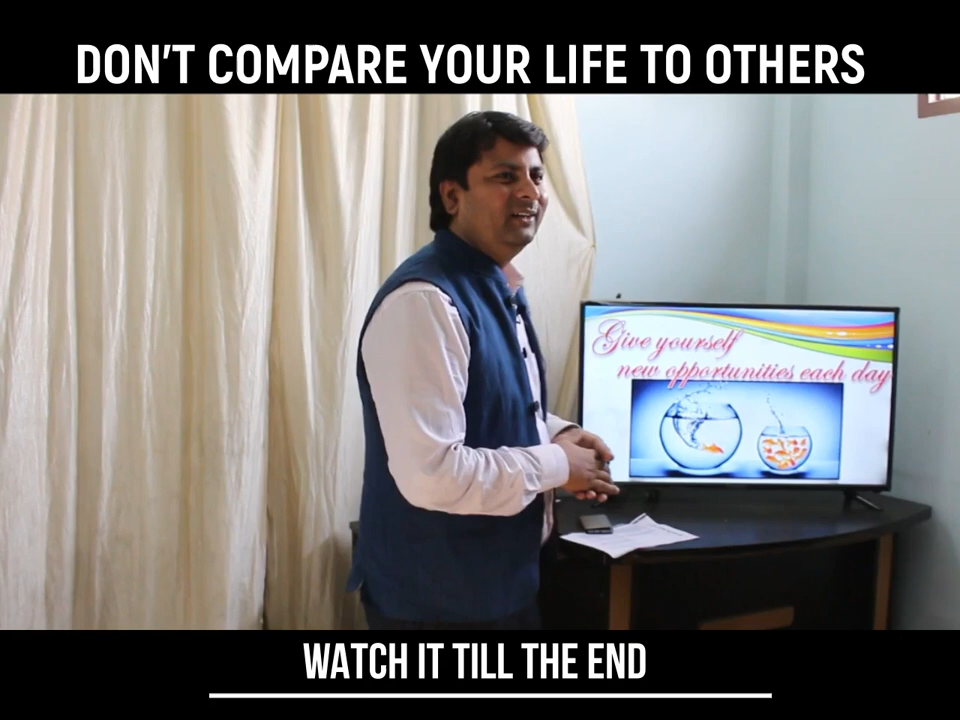 DON'T COMPARE YOUR LIFE TO OTHERS
Give yourself
new opportunities each day
WATCH IT TILL THE END